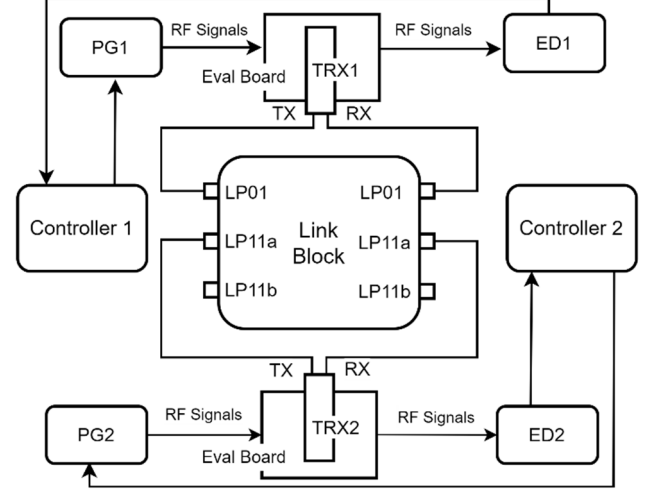 PG1
RF Signals
Eval Board
TRX1
RF Signals
ED1
TX
RX
Controller 1
LP01
LP11a
LP11b
Link
Block
LP01
LP11a
LP11b
Controller 2
TX
RX
PG2
RF Signals
Eval Board
TRX2
RF Signals
ED2